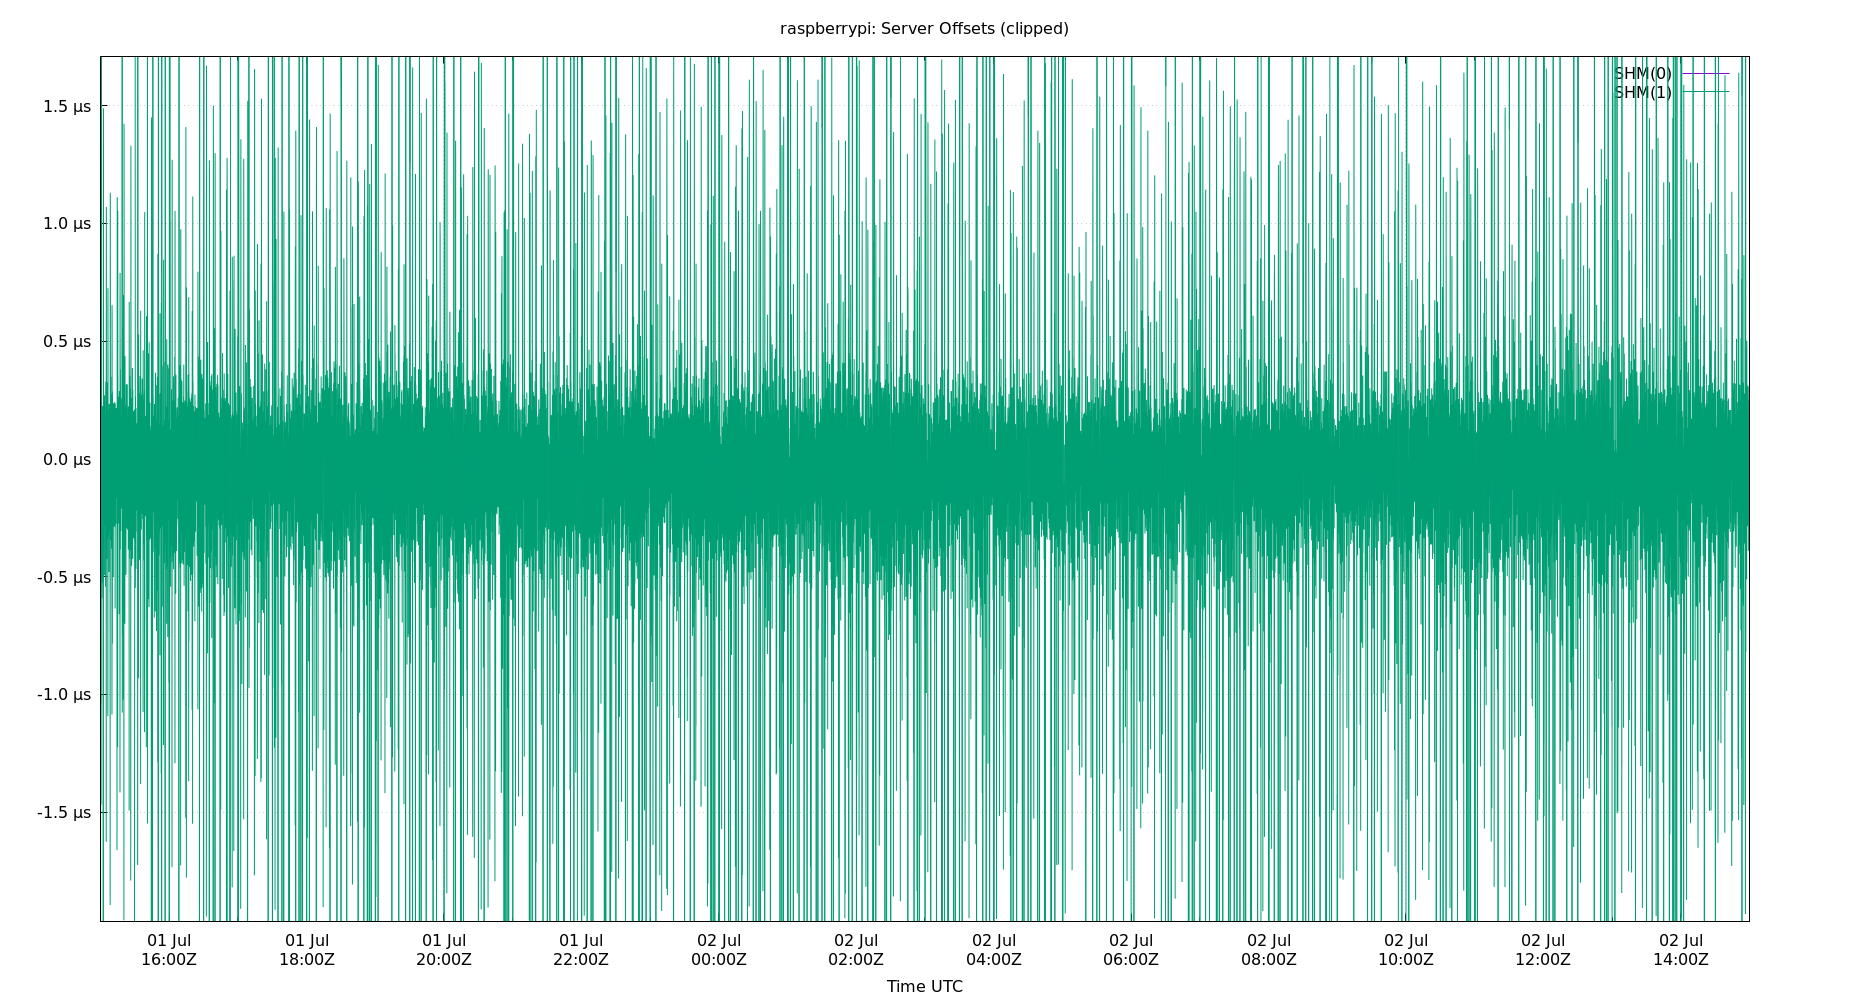 raspberrypi: Server Offsets (clipped)
SHM(0)
SHM(1)
1.5 µs
1.0 µs
0.5 µs
0.0 µs
-0.5 µs
-1.0 µs
-1.5 µs
01 Jul 01 Jul 01 Jul 01 Jul 02 Jul 02 Jul 02 Jul 02 Jul 02 Jul 02 Jul 02 Jul 02 Jul
16:00Z 18:00Z 20:00Z 22:00Z 00:00Z 02:00Z 04:00Z 06:00Z 08:00Z 10:00Z 12:00Z 14:00Z
Time UTC